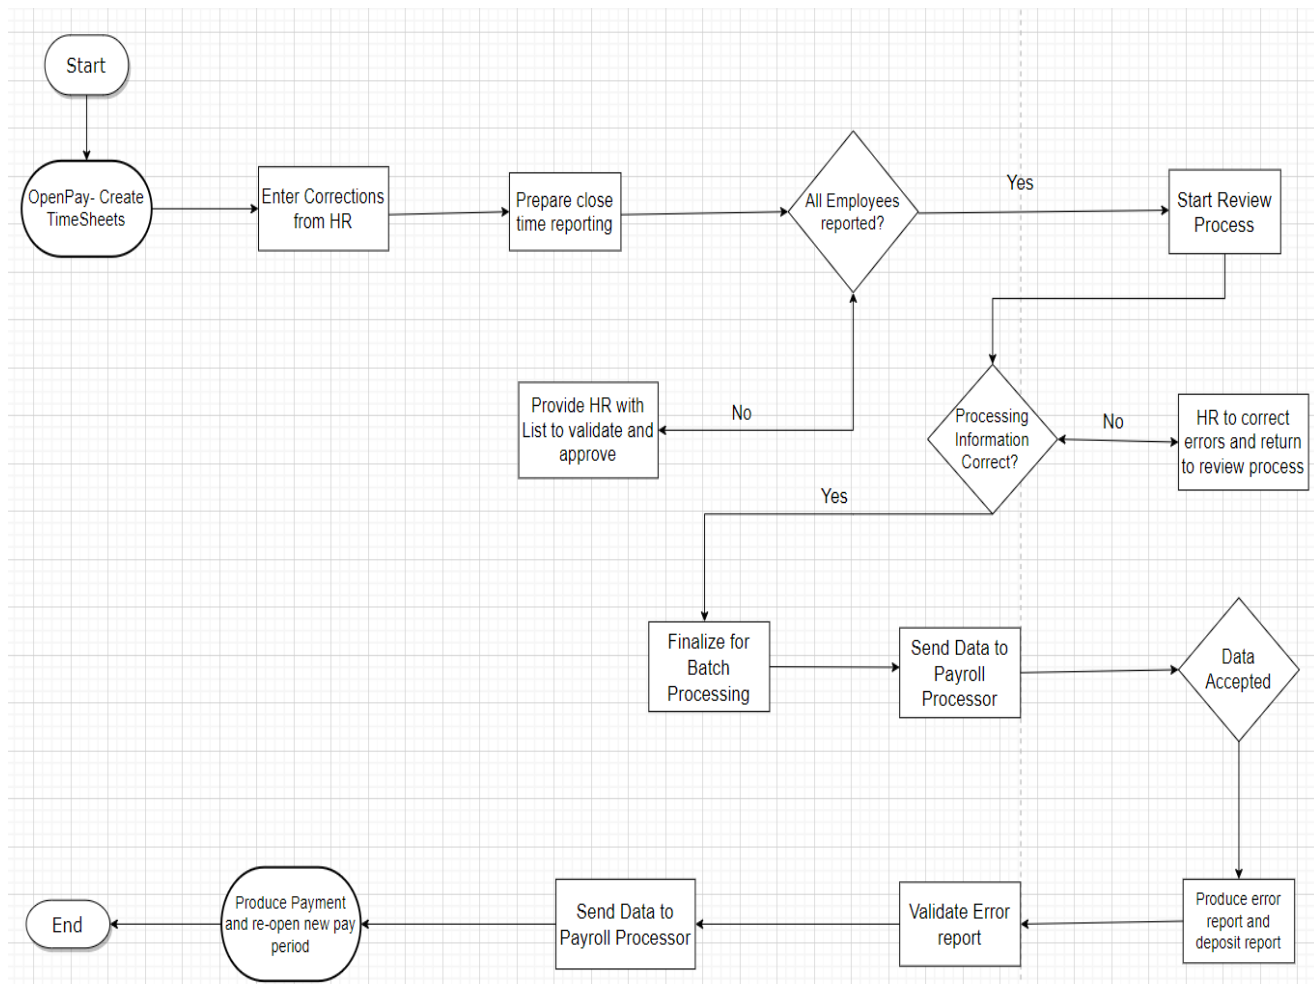 Start
OpenPay- Create
TimeSheets
Enter Corrections
from HR
Prepare close
time reporting
All Employees
reported?
Yes
Start Review
Process
Provide HR with
List to validate and
approve
No
Processing
Information
Correct?
No
HR to correct
errors and return
to review process
Yes
Finalize for
Batch
Processing
Send Data to
Payroll
Processor
Data
Accepted
Produce error
report and
deposit report
Validate Error
report
Send Data to
Payroll Processor
Produce Payment
and re-open new pay
period
End